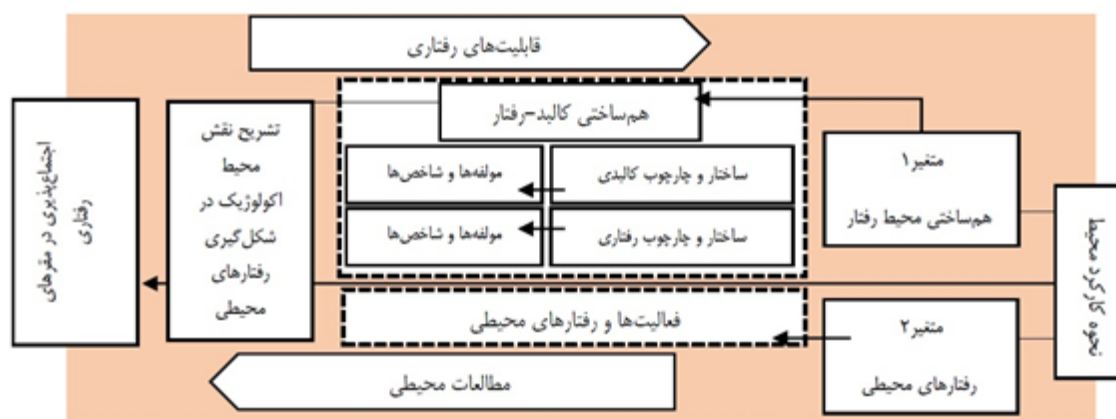 قابلیت‌های رفتاری
هم‌ساختی کالبد-رفتار
ساختار و چارچوب کالبدی
مولفه‌ها و شاخص‌ها
ساختار و چارچوب رفتاری
مولفه‌ها و شاخص‌ها
فعالیت‌ها و رفتارهای محیطی
مطالعات محیطی
نحوه کارکرد محیط
متغیر۱
هم‌ساختی محیط رفتار
متغیر۲
رفتارهای محیطی
تشریح نقش
محیط
اکولوژیک در
شکل‌گیری
رفتارهای
محیطی
اجتماع‌پذیری در مقرهای
رفتاری